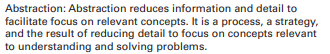 Abstraction: Abstraction reduces information and detail to
facilitate focus on relevant concepts. It is a process, a strategy,
and the result of reducing detail to focus on concepts relevant
to understanding and solving problems.